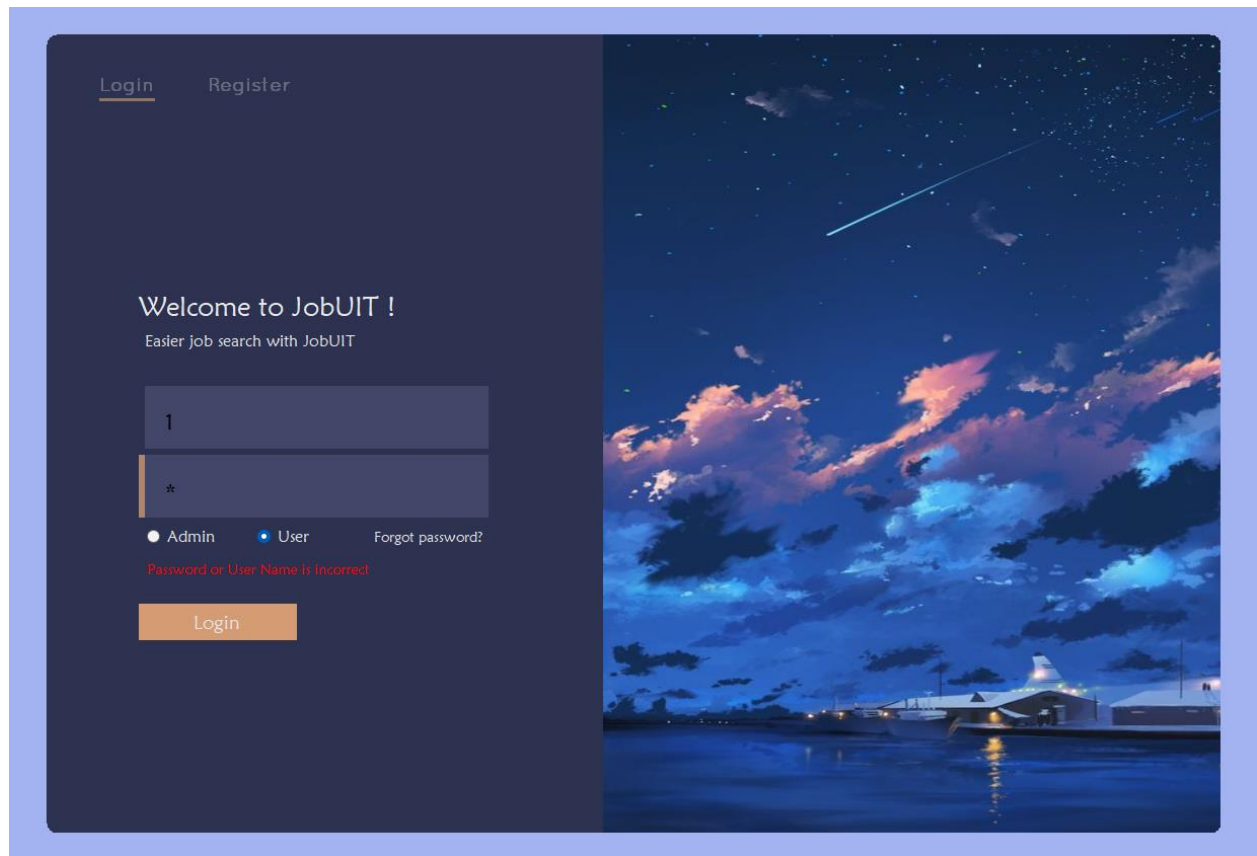 Login Register
Welcome to JobUIT !
Easier job search with JobUIT
1
*
Admin User Forgot password?
Password or User Name is Incorrect
Login